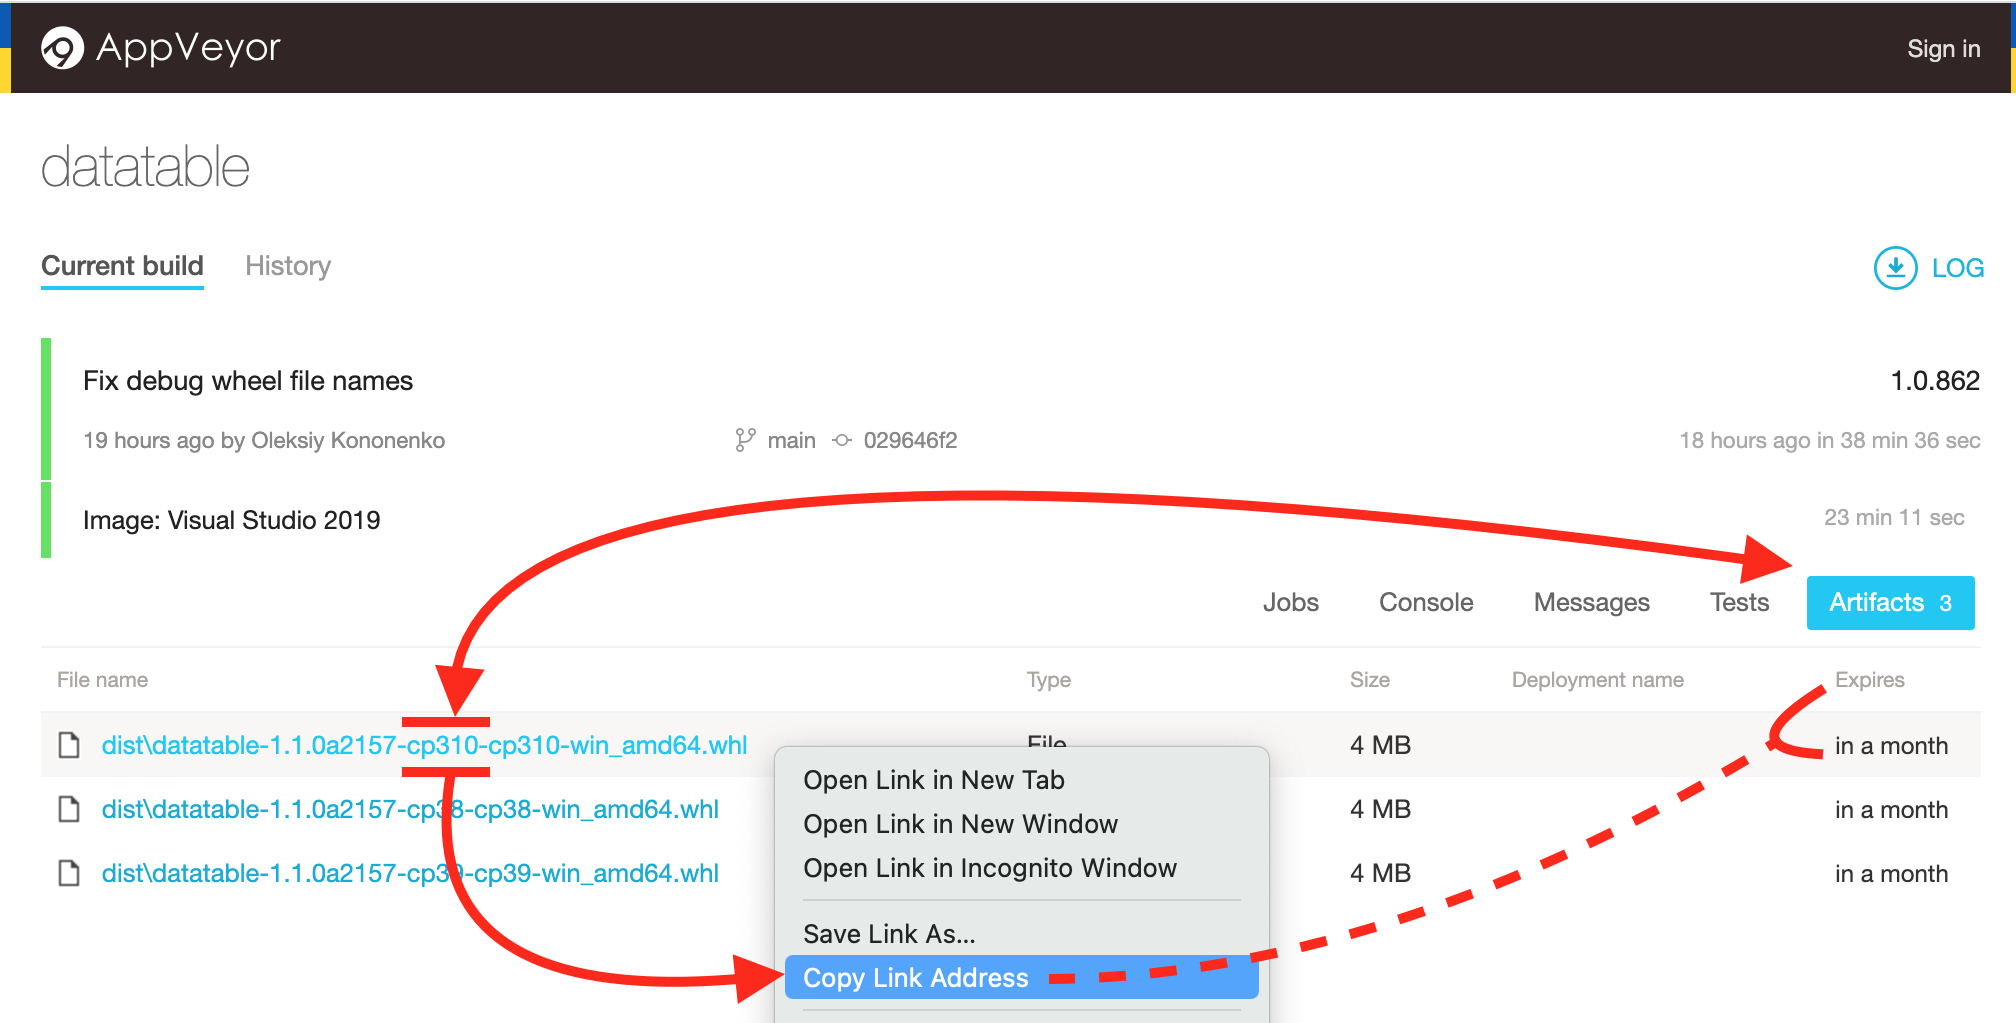 AppVeyor
Sign in
datatable
Current build History
LOG
Fix debug wheel file names 1.0.862
19 hours ago by Oleksiy Kononenko main 029646f2 18 hours ago in 38 min 36 sec
Image: Visual Studio 2019 23 min 11 sec
Jobs Console Messages Tests Artifacts 3
File name Type Size Deployment name Expires
dist\datatable-1.1.0a2157-cp310-cp310-win_amd64.whl File 4 MB in a month
dist\datatable-1.1.0a2157-cp38-cp38-win_amd64.whl 4 MB in a month
dist\datatable-1.1.0a2157-cp39-cp39-win_amd64.whl 4 MB in a month
Open Link in New Tab
Open Link in New Window
Open Link in Incognito Window
Save Link As...
Copy Link Address